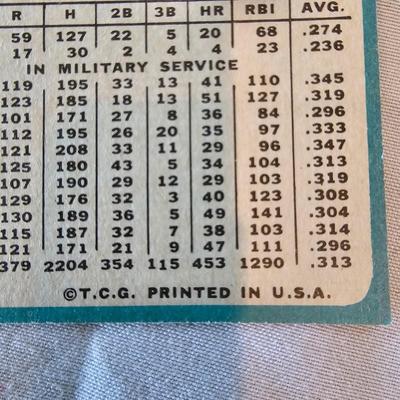 R H 2B 3B HR RBI AVG.
59 127 22 5 20 68 .274
17 30 2 4 4 23 .236
IN MILITARY SERVICE
119 195 33 13 41 110 .345
123 185 18 13 51 127 .319
101 171 27 8 36 84 .296
112 195 26 20 35 97 .333
121 208 33 11 29 96 .347
125 180 43 5 34 104 .313
107 190 29 12 29 103 .319
129 176 32 3 40 123 .308
130 189 36 5 49 141 .304
115 187 32 7 38 103 .314
121 171 21 9 47 111 .296
379 2204 354 115 453 1290 .313
©T.C.G. PRINTED IN U.S.A.